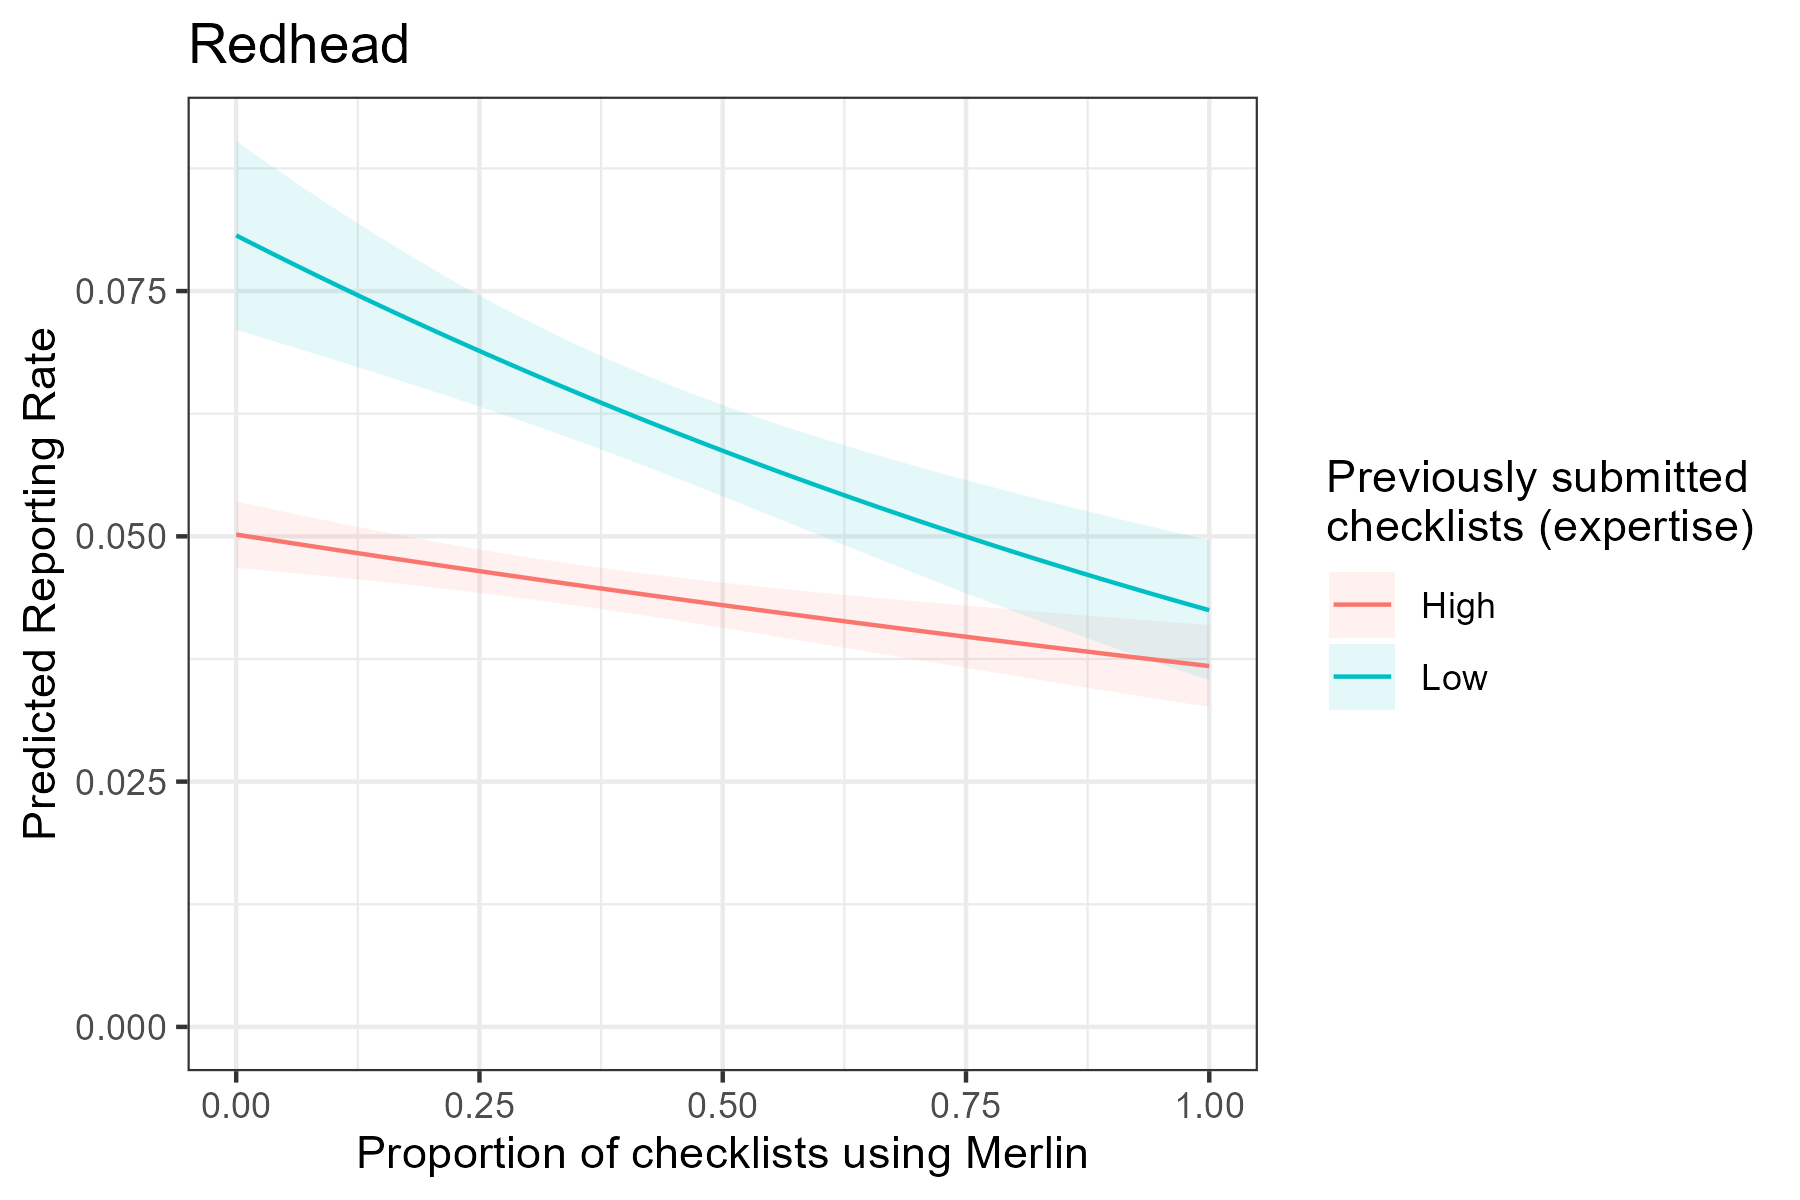 Redhead
Predicted Reporting Rate
0.075
0.050
0.025
0.000
0.00 0.25 0.50 0.75 1.00
Proportion of checklists using Merlin
Previously submitted
checklists (expertise)
High
Low